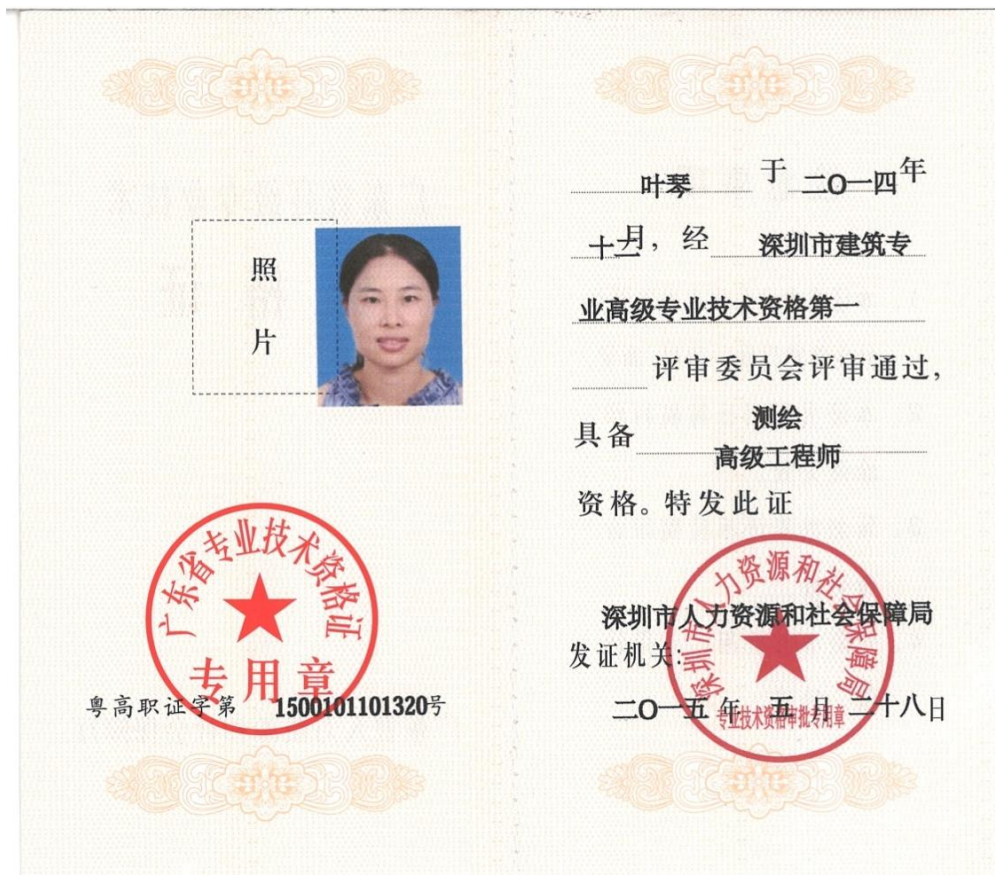 照
片
广东省专业技术资格证
专用章
粤高职证字第 1500101101320号
叶琴 于 二〇一四年
十二月，经 深圳市建筑专
业高级专业技术资格第一
评审委员会评审通过，
具备 测绘
高级工程师
资格。特发此证
深圳市人力资源和社会保障局
深圳市人力资源和社会保障局
发证机关：
二〇一五年 五月 二十八日
专业技术资格审批专用章